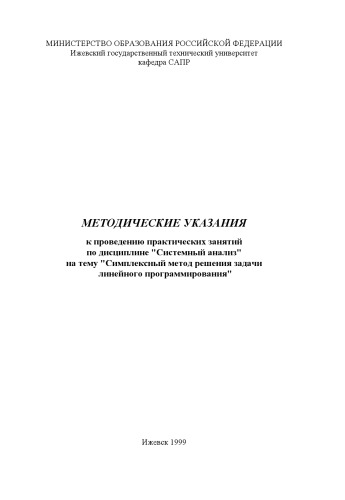 МИНИСТЕРСТВО ОБРАЗОВАНИЯ РОССИЙСКОЙ ФЕДЕРАЦИИ
Ижевский государственный технический университет
кафедра САПР
МЕТОДИЧЕСКИЕ УКАЗАНИЯ
к проведению практических занятий
по дисциплине "Системный анализ"
на тему "Симплексный метод решения задачи
линейного программирования"
Ижевск 1999